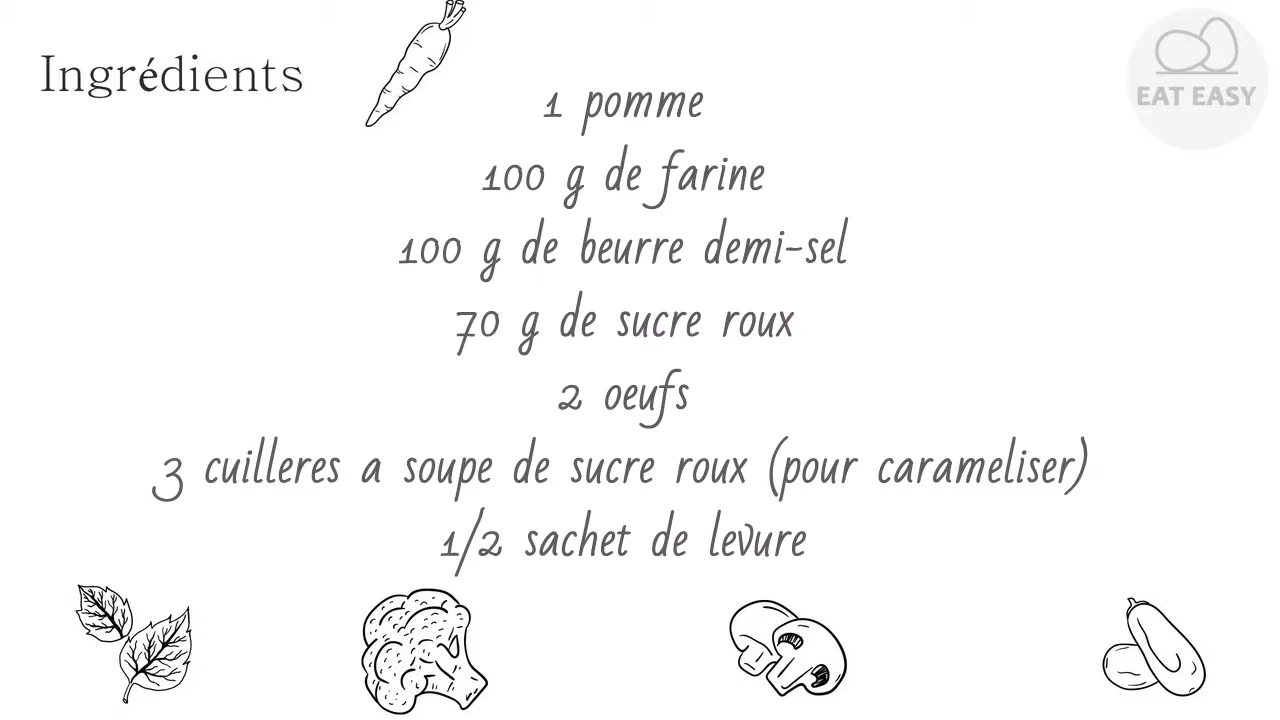 Ingrédients
EAT EASY
1 pomme
100 g de farine
100 g de beurre demi-sel
70 g de sucre roux
2 oeufs
3 cuilleres a soupe de sucre roux (pour carameliser)
1/2 sachet de levure